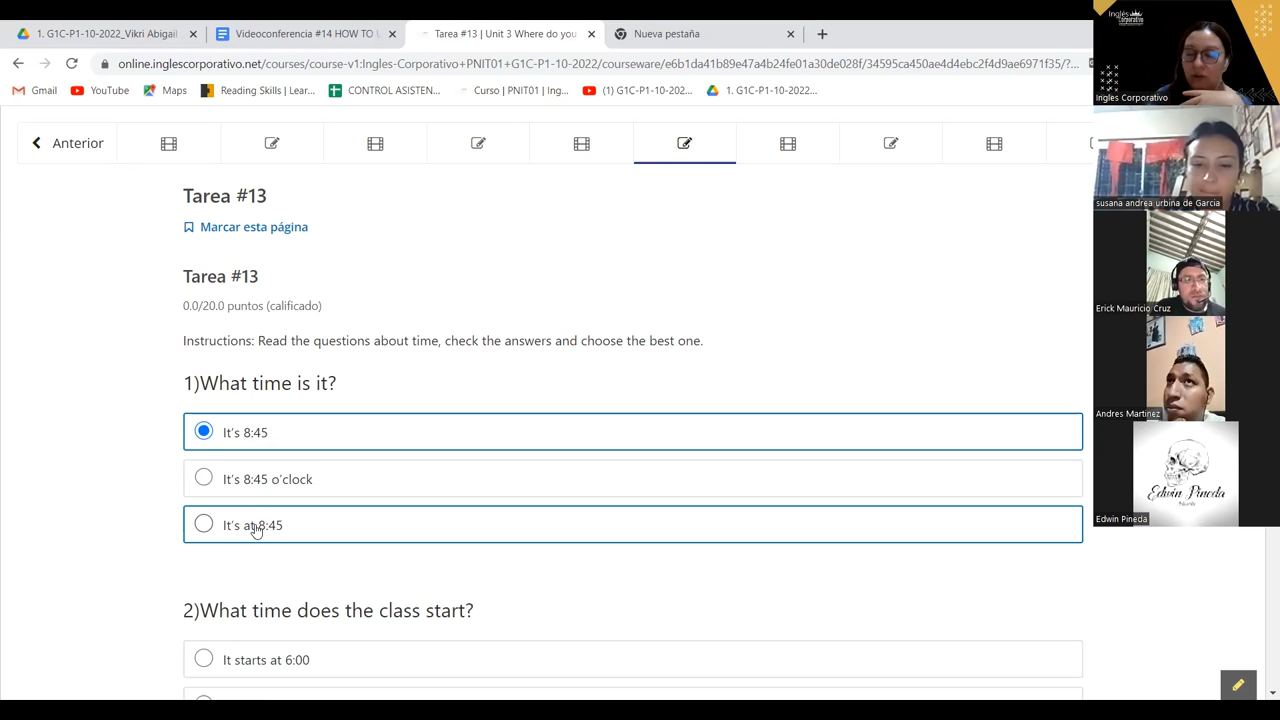 1. G1C-P1-10-2022_Vikri Abigail
Videoconferencia #14 HOW TO
Tarea #13 | Unit 3 Where do you
Nueva pestaña
online.inglescorporativo.net/courses/course-v1:Ingles-Corporativo+PNIT01+G1C-P1-10-2022/courseware/e6b1da41b89e47a4b24fe01a30de028f/34595ca450ae4d4ebc2f4d9ae6971f35/?...
Gmail
YouTube
Maps
Reading Skills | Lear...
CONTROL ASISTEN...
Curso | PNIT01 | Ing...
(1) G1C-P1-10-202...
1. G1C-P1-10-2022...
Anterior
Tarea #13
Marcar esta página
Tarea #13
0.0/20.0 puntos (calificado)
Instructions: Read the questions about time, check the answers and choose the best one.
1)What time is it?
It's 8:45
It's 8:45 o'clock
It's at 8:45
2)What time does the class start?
It starts at 6:00
Inglés
Corporativo
Ingles Corporativo
susana andrea urbina de Garcia
Erick Mauricio Cruz
Andres Martinez
Edwin Pineda
Edwin Pineda